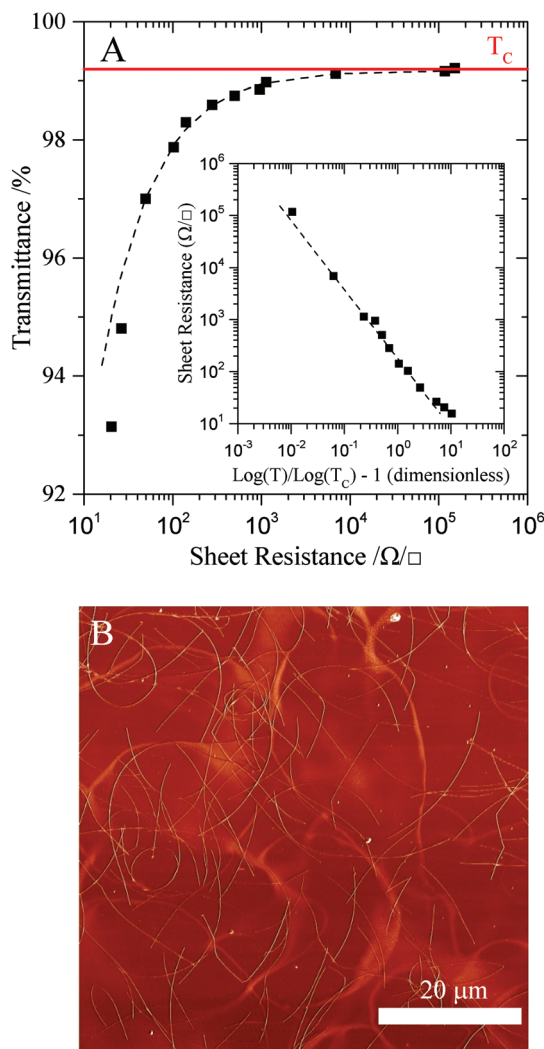 A
T_C
100
98
96
94
92
Transmittance /%
10^1
10^2
10^3
10^4
10^5
10^6
Sheet Resistance /Ω/□
10^6
10^5
10^4
10^3
10^2
10^1
Sheet Resistance (Ω/□)
10^-3
10^-2
10^-1
10^0
10^1
10^2
Log(T)/Log(T_C) - 1 (dimensionless)
B
20 μm